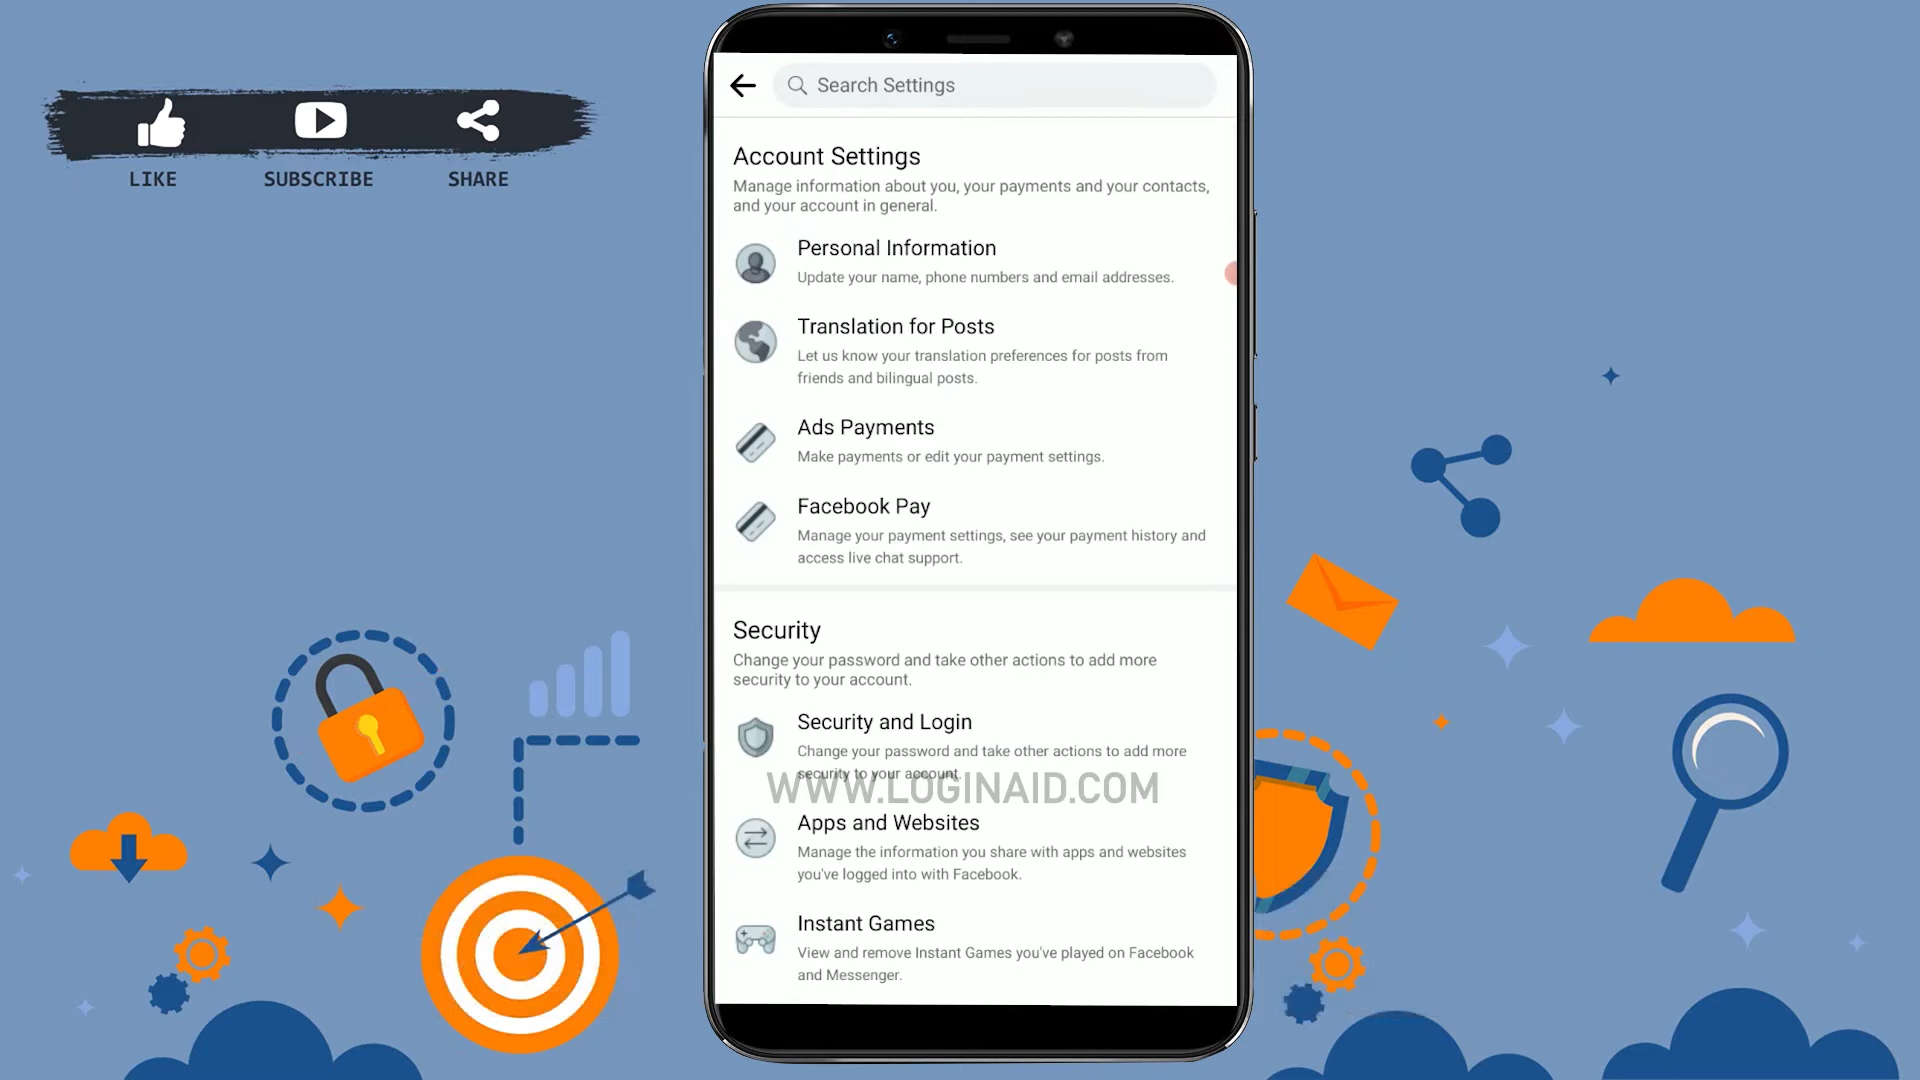 LIKE
SUBSCRIBE
SHARE
Search Settings
Account Settings
Manage information about you, your payments and your contacts,
and your account in general.
Personal Information
Update your name, phone numbers and email addresses.
Translation for Posts
Let us know your translation preferences for posts from
friends and bilingual posts.
Ads Payments
Make payments or edit your payment settings.
Facebook Pay
Manage your payment settings, see your payment history and
access live chat support.
Security
Change your password and take other actions to add more
security to your account.
Security and Login
Change your password and take other actions to add more
security to your account.
WWW.LOGINAID.COM
Apps and Websites
Manage the information you share with apps and websites
you've logged into with Facebook.
Instant Games
View and remove Instant Games you've played on Facebook
and Messenger.